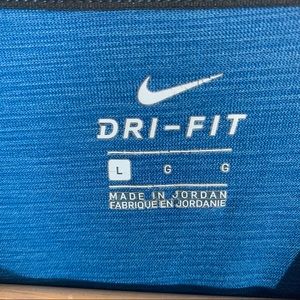 DRI-FIT
L G G
MADE IN JORDAN
FABRIQUE EN JORDANIE